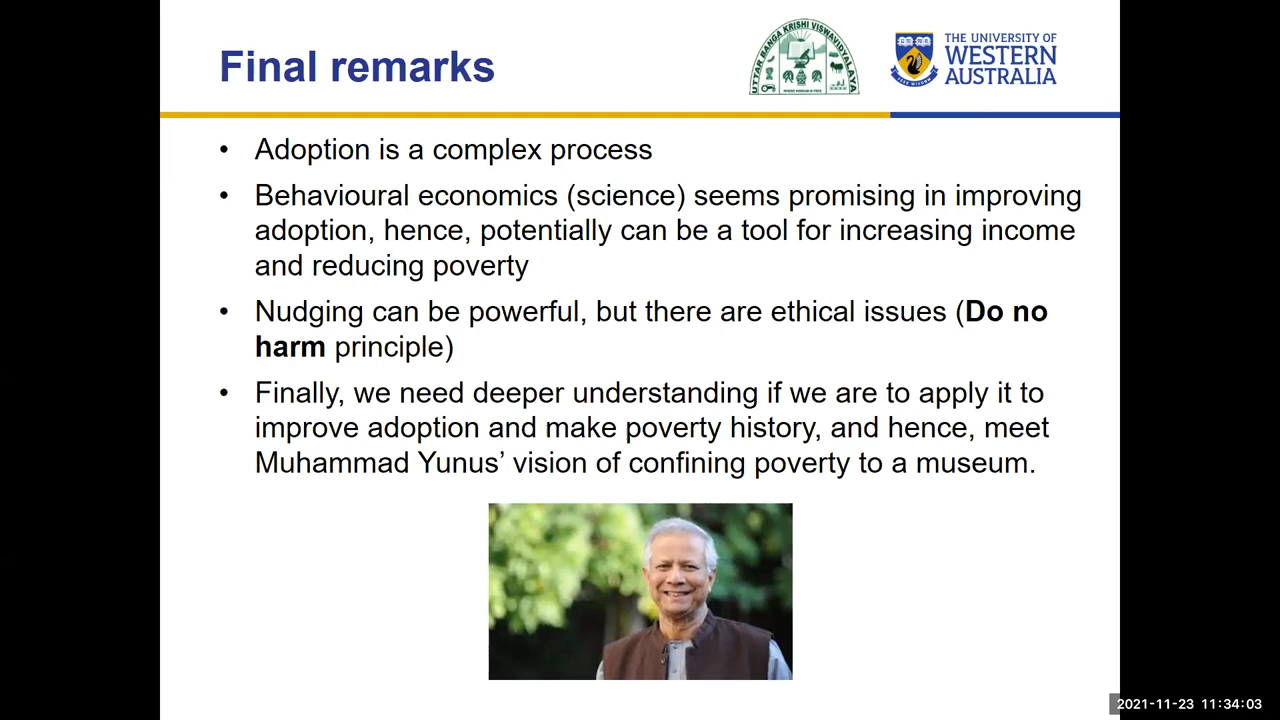 Final remarks
UTTAR BANGA KRISHI VISWAVIDYALAYA
THE UNIVERSITY OF
WESTERN
AUSTRALIA
• Adoption is a complex process
• Behavioural economics (science) seems promising in improving
adoption, hence, potentially can be a tool for increasing income
and reducing poverty
• Nudging can be powerful, but there are ethical issues (Do no
harm principle)
• Finally, we need deeper understanding if we are to apply it to
improve adoption and make poverty history, and hence, meet
Muhammad Yunus’ vision of confining poverty to a museum.
2021-11-23 11:34:03